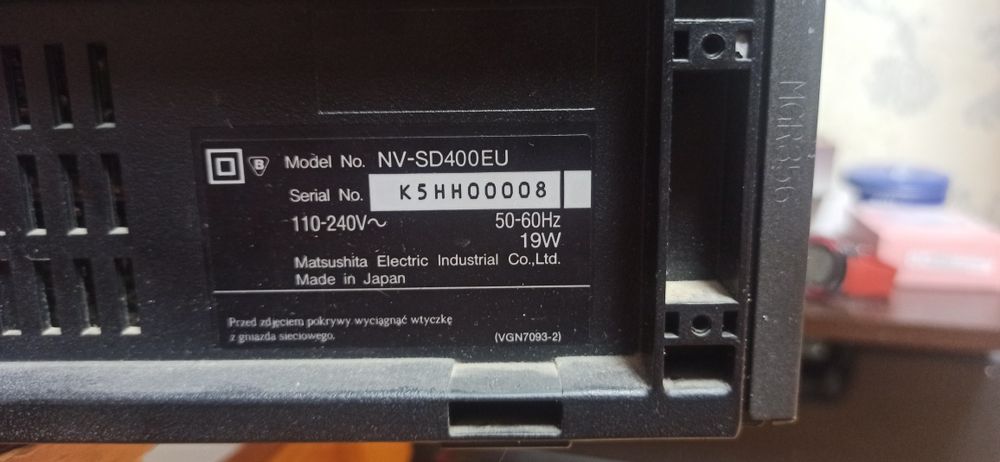 B
Model No. NV-SD400EU
Serial No. K5HH00008
110-240V~ 50-60Hz
19W
Matsushita Electric Industrial Co.,Ltd.
Made in Japan
Przed zdjęciem pokrywy wyciągnąć wtyczkę
z gniazda sieciowego.
(VGN7093-2)